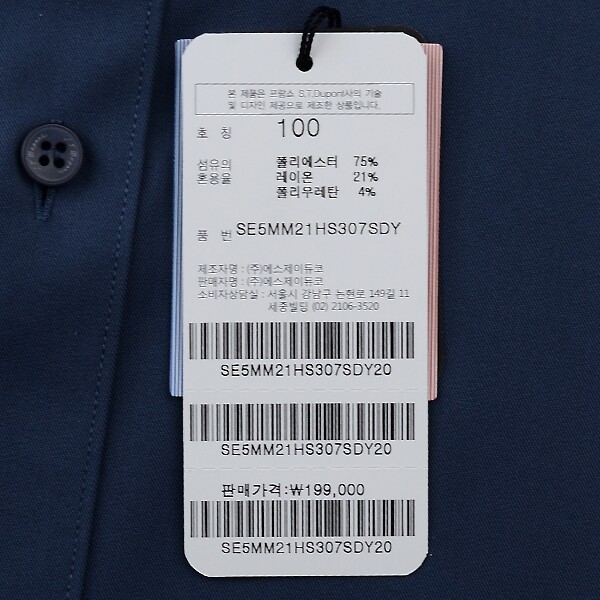 본 제품은 프랑스 S.T.Dupont사의 기술
및 디자인 제공으로 제조한 상품입니다.
호 칭 100
섬유의 폴리에스터 75%
혼용율 레이온 21%
폴리우레탄 4%
품 번 SE5MM21HS307SDY
제조자명 : (주)에스제이듀코
판매자명 : (주)에스제이듀코
소비자상담실 : 서울시 강남구 논현로 149길 11
세중빌딩 (02) 2106-3520
SE5MM21HS307SDY20
SE5MM21HS307SDY20
판매가격:₩199,000
SE5MM21HS307SDY20